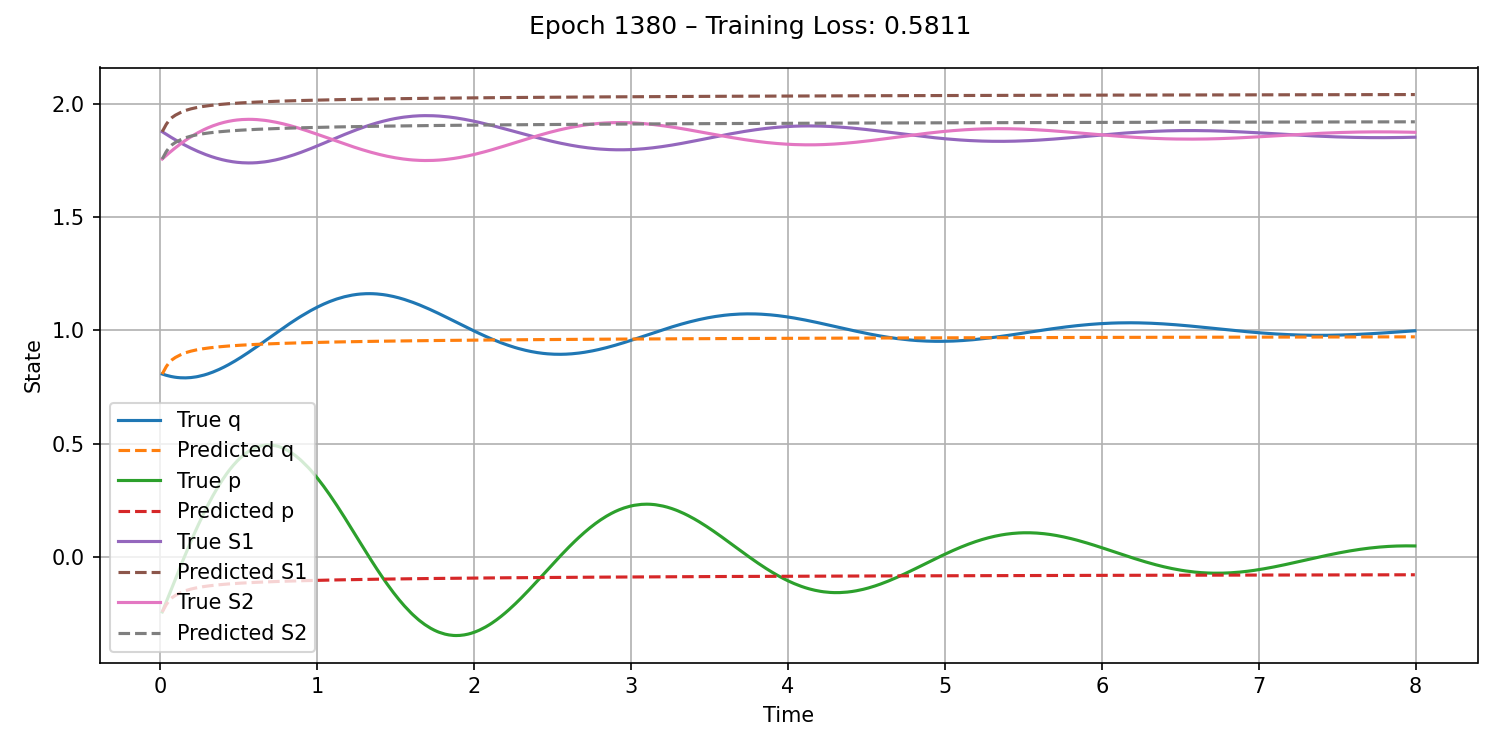 Epoch 1380 – Training Loss: 0.5811
State
2.0
1.5
1.0
0.5
0.0
True q
Predicted q
True p
Predicted p
True S1
Predicted S1
True S2
Predicted S2
0 1 2 3 4 5 6 7 8
Time